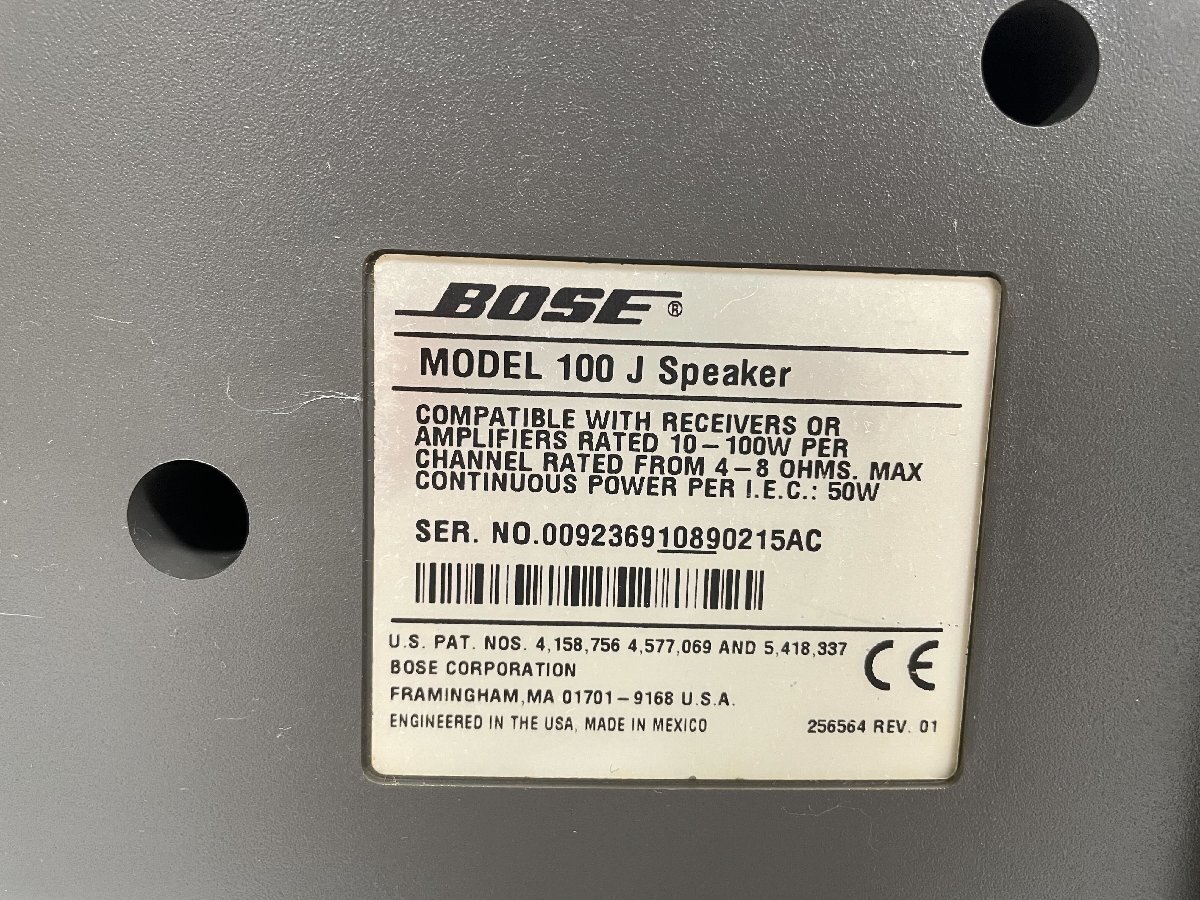 BOSE®
MODEL 100 J Speaker
COMPATIBLE WITH RECEIVERS OR
AMPLIFIERS RATED 10–100W PER
CHANNEL RATED FROM 4–8 OHMS. MAX
CONTINUOUS POWER PER I.E.C.: 50W
SER. NO.009236910890215AC
U.S. PAT. NOS. 4,158,756 4,577,069 AND 5,418,337
BOSE CORPORATION
FRAMINGHAM,MA 01701–9168 U.S.A.
ENGINEERED IN THE USA, MADE IN MEXICO
CE
256564 REV. 01